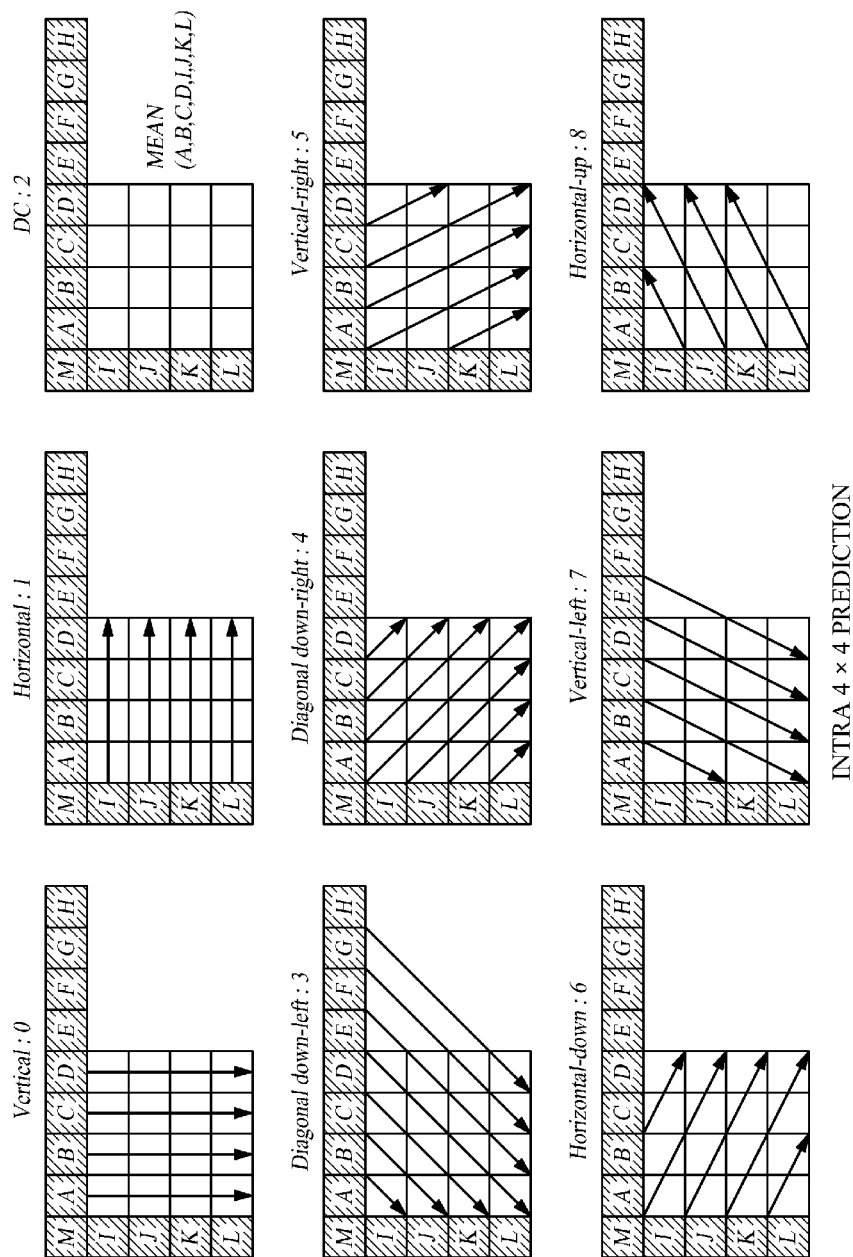 Vertical : 0
M A B C D E F G H
I
J
K
L
Horizontal : 1
M A B C D E F G H
I
J
K
L
DC : 2
M A B C D E F G H
I
J
K
L
MEAN
(A,B,C,D,I,J,K,L)
Diagonal down-left : 3
M A B C D E F G H
I
J
K
L
Diagonal down-right : 4
M A B C D E F G H
I
J
K
L
Vertical-right : 5
M A B C D E F G H
I
J
K
L
Horizontal-down : 6
M A B C D E F G H
I
J
K
L
Vertical-left : 7
M A B C D E F G H
I
J
K
L
Horizontal-up : 8
M A B C D E F G H
I
J
K
L
INTRA 4 × 4 PREDICTION